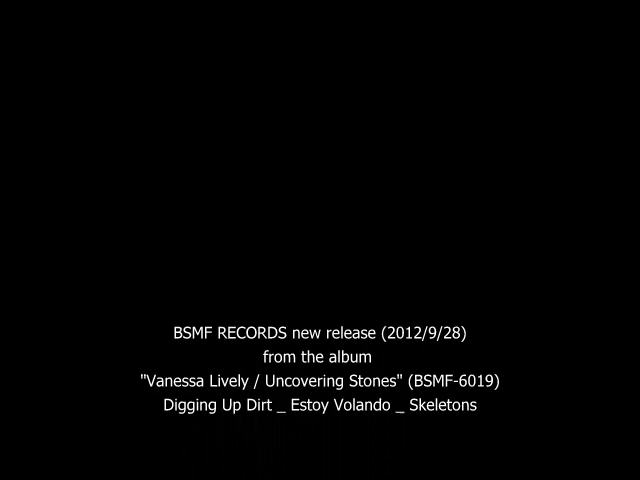 BSMF RECORDS new release (2012/9/28)
from the album
"Vanessa Lively / Uncovering Stones" (BSMF-6019)
Digging Up Dirt _ Estoy Volando _ Skeletons